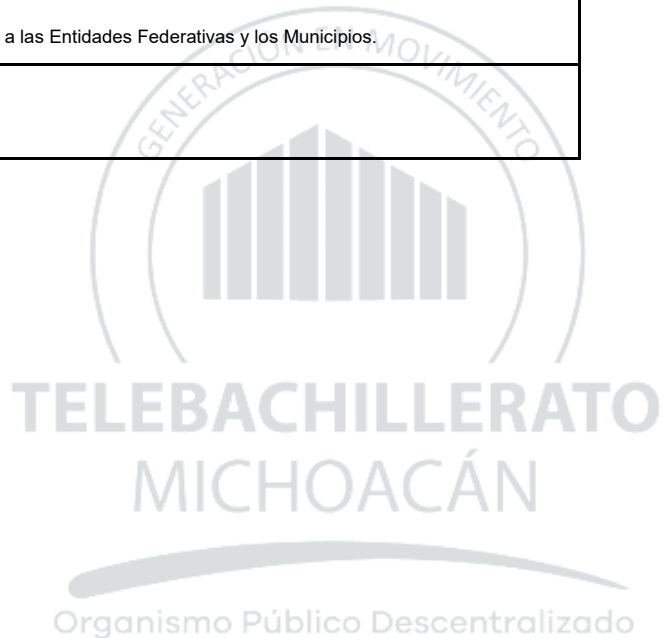 a las Entidades Federativas y los Municipios.
GENERACIÓN EN MOVIMIENTO
TELEBACHILLERATO
MICHOACÁN
Organismo Público Descentralizado